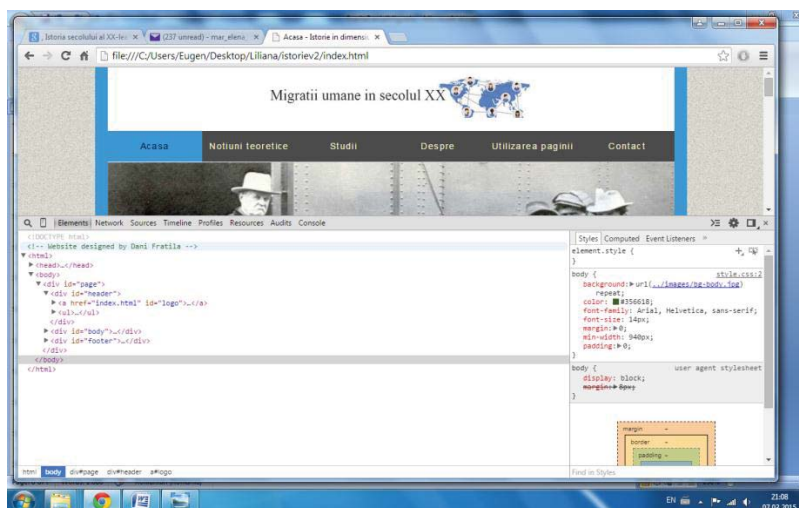 , Istoria secolului al XX-le
(237 unread) - mar_elena_
Acasa - Istorie in dimensiu
file:///C:/Users/Eugen/Desktop/Liliana/istoriev2/index.html
Migratii umane in secolul XX
Acasa Notiuni teoretice Studii Despre Utilizarea paginii Contact
Elements Network Sources Timeline Profiles Resources Audits Console
<!DOCTYPE html>
<!-- Website designed by Dani Fratila -->
<html>
<head>…</head>
<body>
<div id="page">
<div id="header">
<a href="index.html" id="logo">…</a>
<ul>…</ul>
</div>
<div id="body">…</div>
<div id="footer">…</div>
</div>
</body>
</html>
html body div#page div#header a#logo
Styles Computed Event Listeners »
element.style {
}
body { style.css:2
background: url(../images/bg-body.jpg)
repeat;
color: #356618;
font-family: Arial, Helvetica, sans-serif;
font-size: 14px;
margin: 0;
min-width: 940px;
padding: 0;
}
body { user agent stylesheet
display: block;
margin: 8px;
}
margin -
border -
padding -
Find in Styles
EN
21:08
07.03.2015